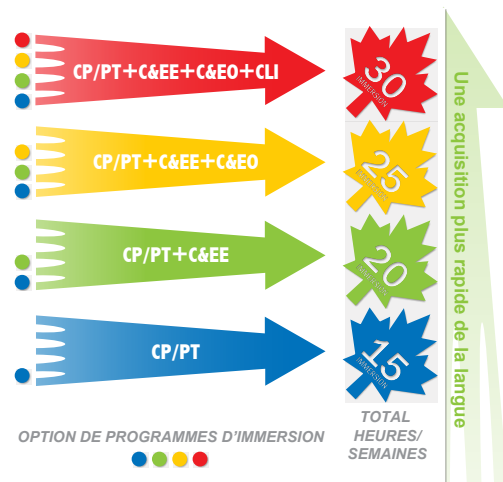 CP/PT+C&EE+C&EO+CLI
30
IMMERSION
CP/PT+C&EE+C&EO
25
IMMERSION
CP/PT+C&EE
20
IMMERSION
CP/PT
15
IMMERSION
Une acquisition plus rapide de la langue
OPTION DE PROGRAMMES D'IMMERSION
TOTAL
HEURES/
SEMAINES